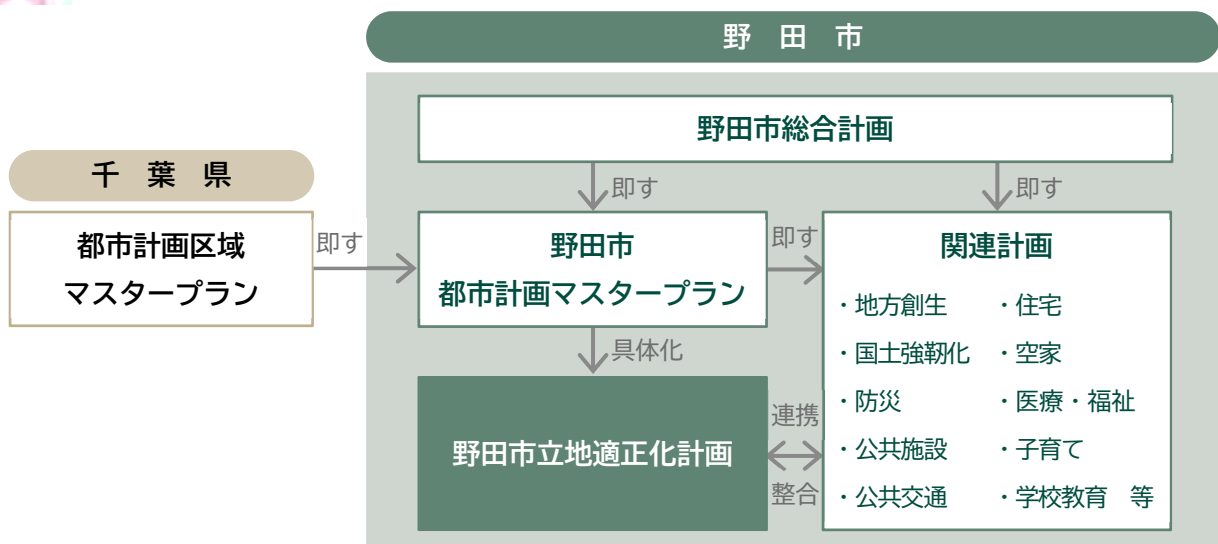 野田市
野田市総合計画
即す
即す
千葉県
都市計画区域
マスタープラン
即す
野田市
都市計画マスタープラン
即す
具体化
野田市立地適正化計画
連携
整合
関連計画
・地方創生
・住宅
・国土強靭化
・空家
・防災
・医療・福祉
・公共施設
・子育て
・公共交通
・学校教育 等